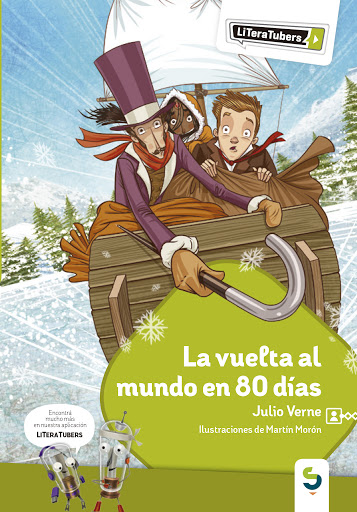 LiTeraTubers
La vuelta al
mundo en 80 días
Julio Verne
Ilustraciones de Martín Morón
Encontrá
mucho más
en nuestra aplicación
LITERATUBERS